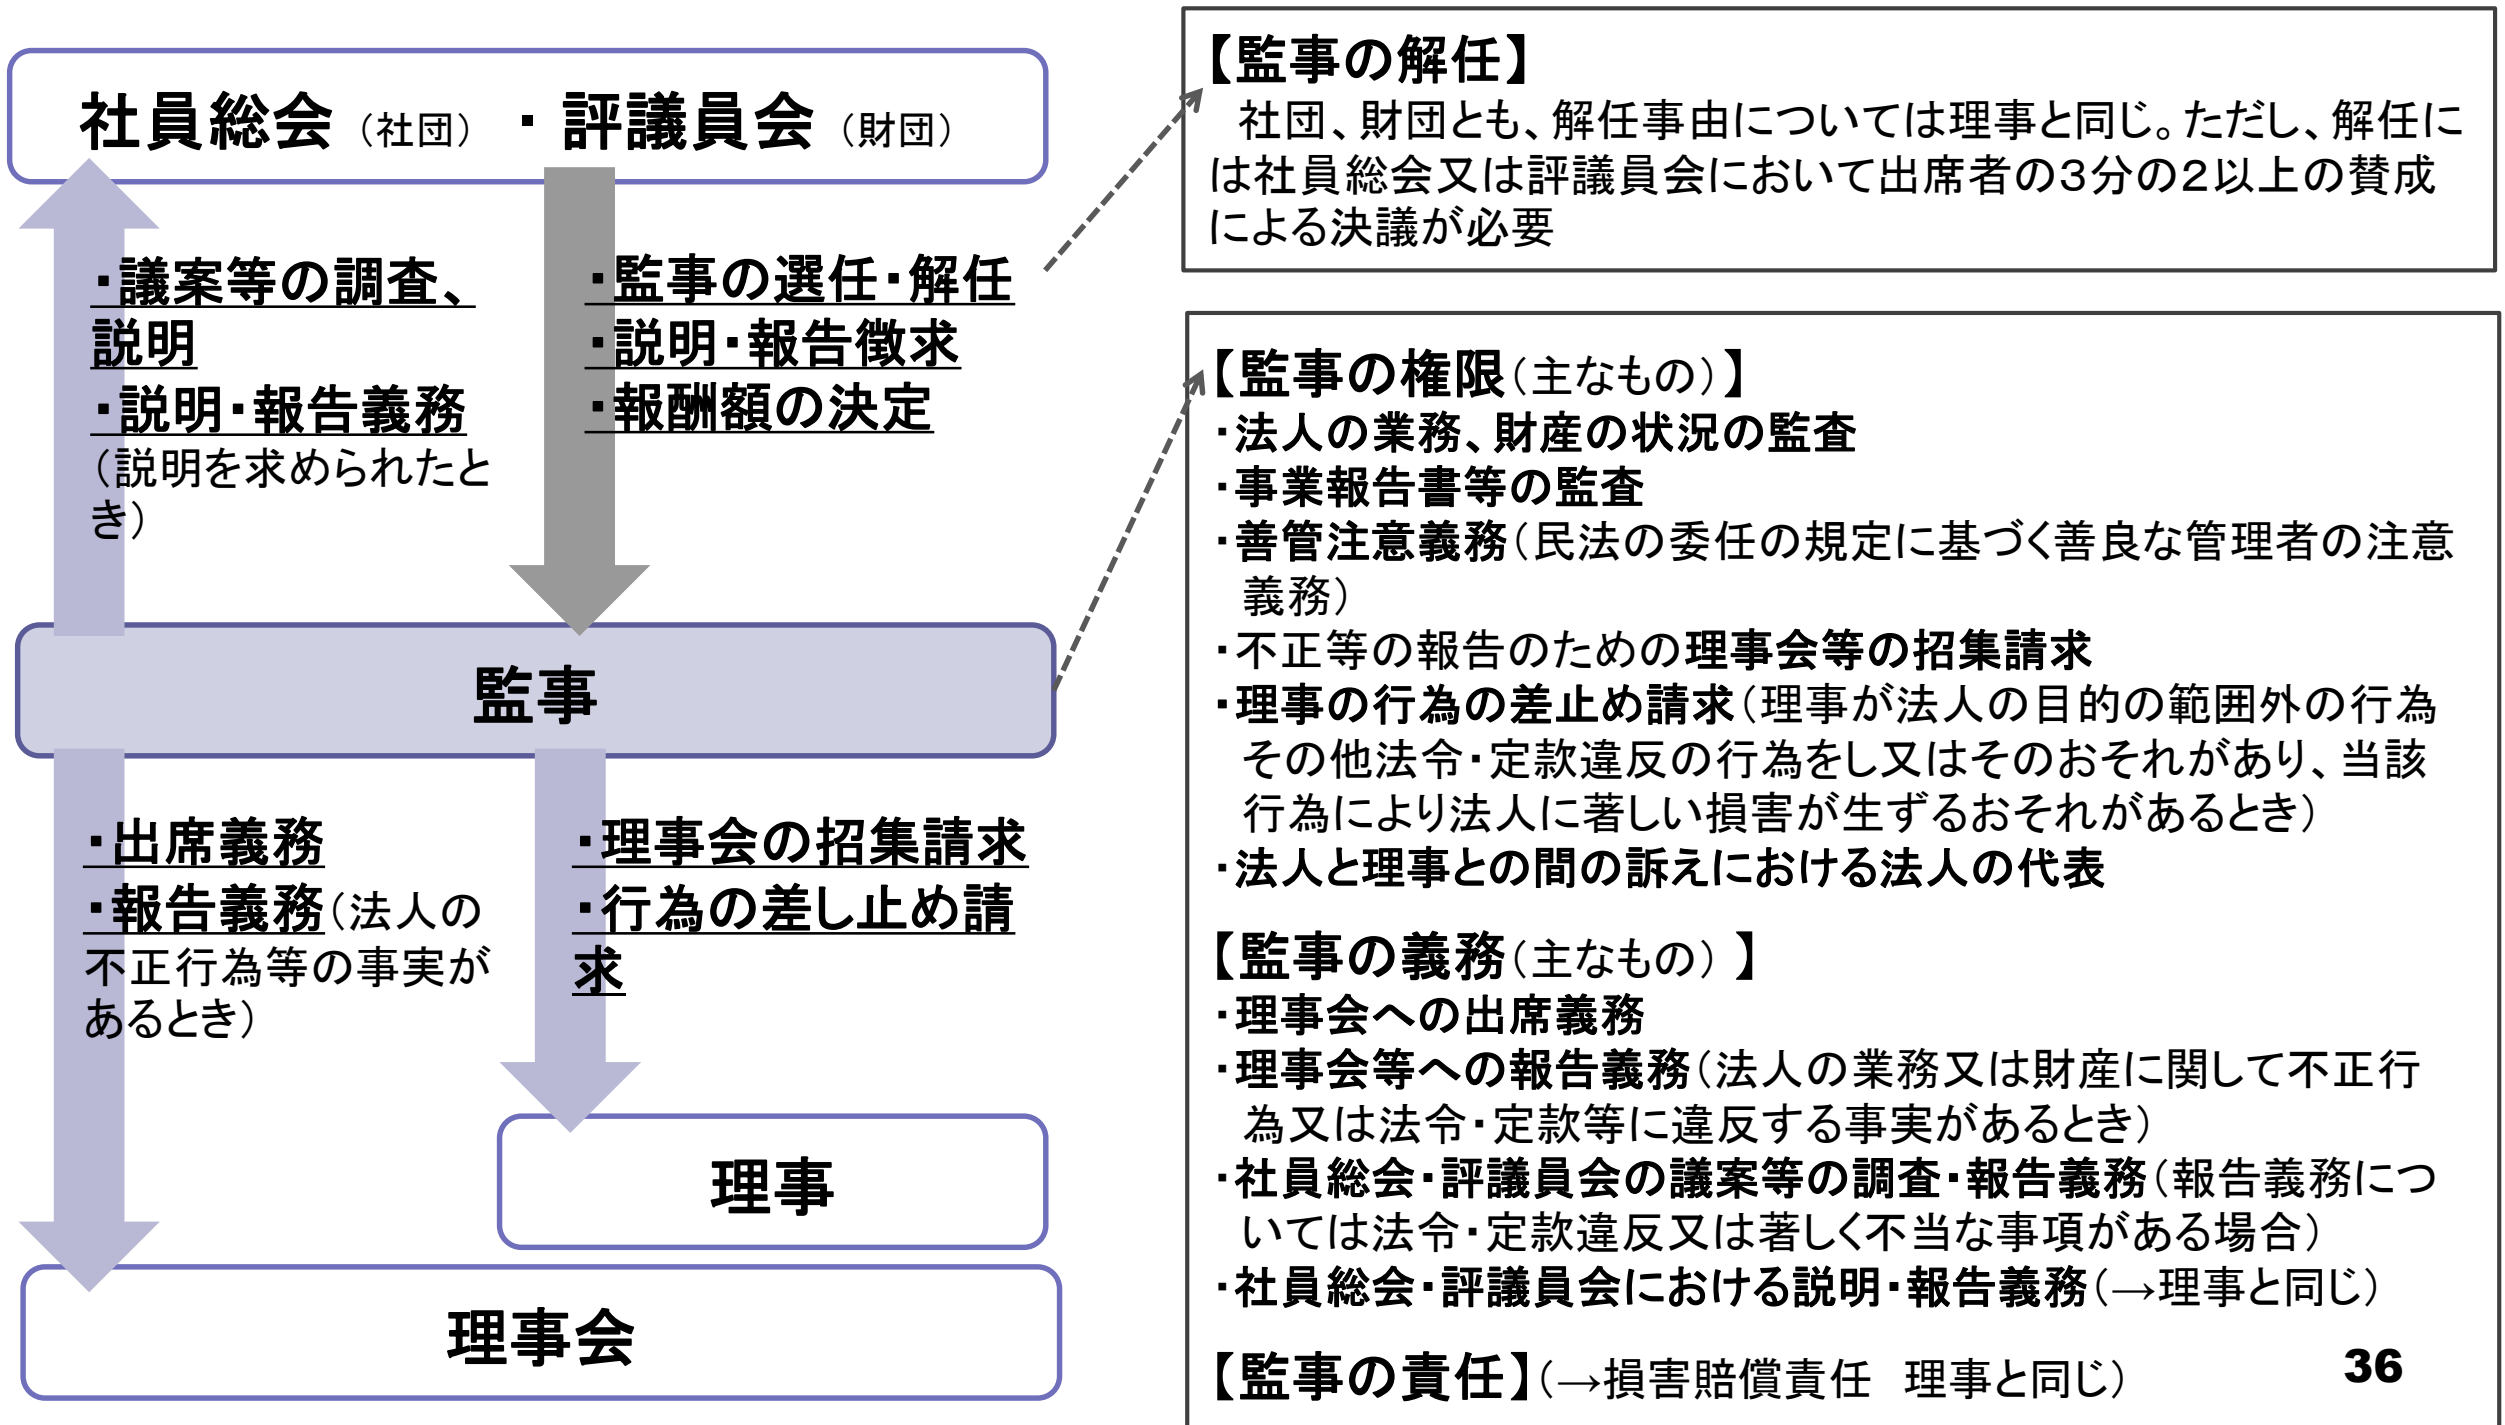 社員総会（社団）・評議員会（財団）
・議案等の調査、
説明
・説明・報告義務
（説明を求められたと
き）
・監事の選任・解任
・説明・報告徴求
・報酬額の決定
監事
・出席義務
・報告義務（法人の
不正行為等の事実が
あるとき）
・理事会の招集請求
・行為の差し止め請
求
理事
理事会
【監事の解任】
　社団、財団とも、解任事由については理事と同じ。ただし、解任に
は社員総会又は評議員会において出席者の３分の２以上の賛成
による決議が必要
【監事の権限（主なもの）】
・法人の業務、財産の状況の監査
・事業報告書等の監査
・善管注意義務（民法の委任の規定に基づく善良な管理者の注意
義務）
・不正等の報告のための理事会等の招集請求
・理事の行為の差止め請求（理事が法人の目的の範囲外の行為
その他法令・定款違反の行為をし又はそのおそれがあり、当該
行為により法人に著しい損害が生ずるおそれがあるとき）
・法人と理事との間の訴えにおける法人の代表
【監事の義務（主なもの）】
・理事会への出席義務
・理事会等への報告義務（法人の業務又は財産に関して不正行
為又は法令・定款等に違反する事実があるとき）
・社員総会・評議員会の議案等の調査・報告義務（報告義務につ
いては法令・定款違反又は著しく不当な事項がある場合）
・社員総会・評議員会における説明・報告義務（→理事と同じ）
【監事の責任】（→損害賠償責任　理事と同じ）
36